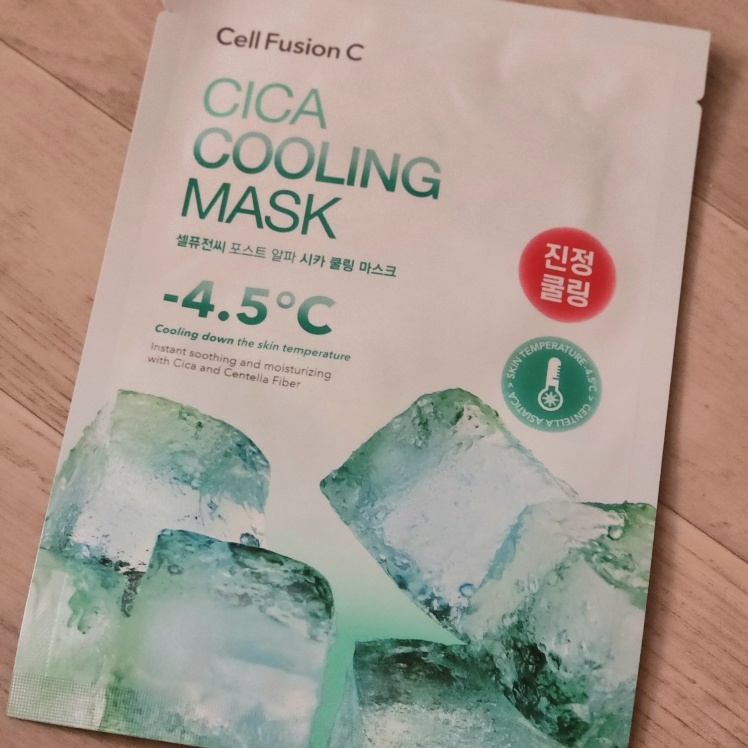 Cell Fusion C
CICA
COOLING
MASK
셀퓨전씨 포스트 알파 시카 쿨링 마스크
-4.5°C
Cooling down the skin temperature
Instant soothing and moisturizing
with Cica and Centella Fiber
진정
쿨링
SKIN TEMPERATURE-4.5°C > CENTELLA ASIATICA >